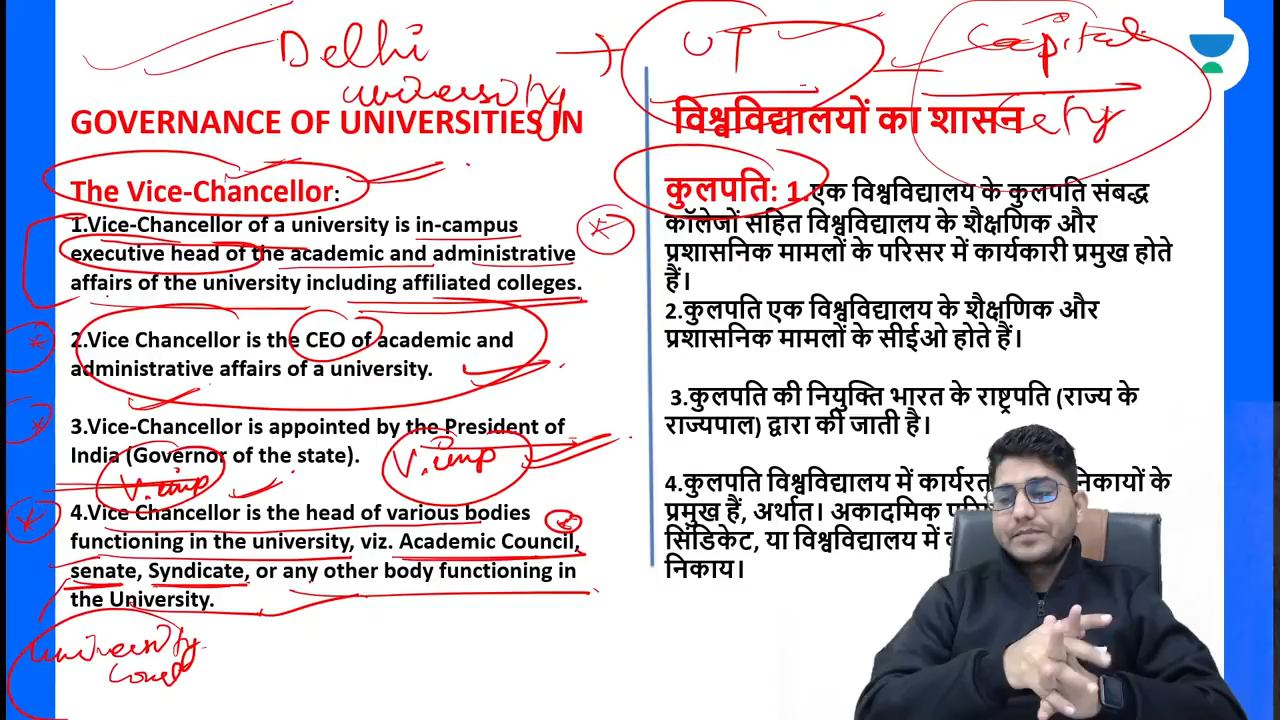 Delhi
university
UT
Capital
GOVERNANCE OF UNIVERSITIES IN
The Vice-Chancellor:
1.Vice-Chancellor of a university is in-campus
executive head of the academic and administrative
affairs of the university including affiliated colleges.
2.Vice Chancellor is the CEO of academic and
administrative affairs of a university.
3.Vice-Chancellor is appointed by the President of
India (Governor of the state).
V.imp
V.imp
4.Vice Chancellor is the head of various bodies
functioning in the university, viz. Academic Council,
senate, Syndicate, or any other body functioning in
the University.
university
विश्वविद्यालयों का शासन
कुलपति: 1.एक विश्वविद्यालय के कुलपति संबद्ध
कॉलेजों सहित विश्वविद्यालय के शैक्षणिक और
प्रशासनिक मामलों के परिसर में कार्यकारी प्रमुख होते
हैं।
2.कुलपति एक विश्वविद्यालय के शैक्षणिक और
प्रशासनिक मामलों के सीईओ होते हैं।
3.कुलपति की नियुक्ति भारत के राष्ट्रपति (राज्य के
राज्यपाल) द्वारा की जाती है।
4.कुलपति विश्वविद्यालय में कार्यरत निकायों के
प्रमुख हैं, अर्थात। अकादमिक
सिंडिकेट, या विश्वविद्यालय में
निकाय।